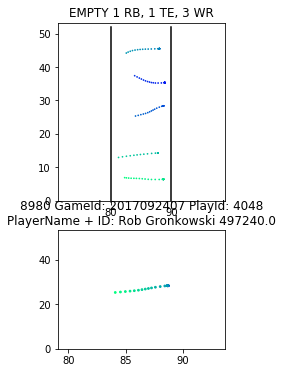 EMPTY 1 RB, 1 TE, 3 WR
50
40
30
20
10
0
80 90
8980 GameId: 2017092407 PlayId: 4048
PlayerName + ID: Rob Gronkowski 497240.0
40
20
0
80 85 90